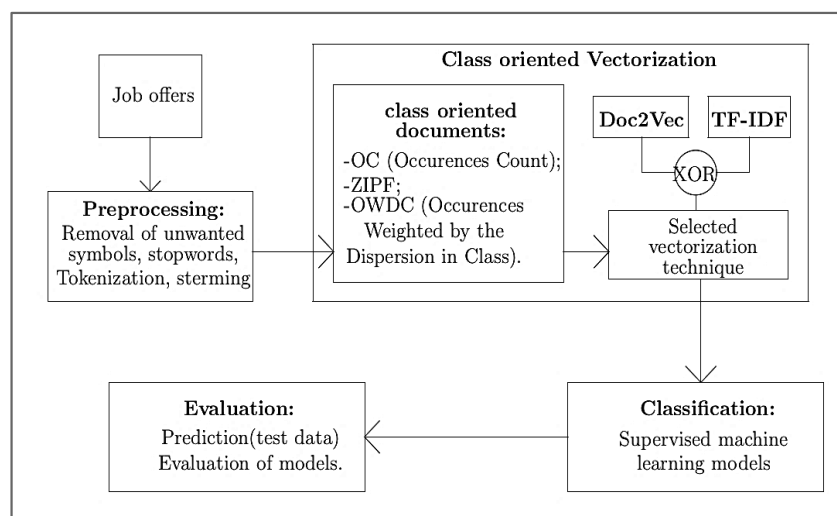 Class oriented Vectorization
Job offers
Preprocessing:
Removal of unwanted
symbols, stopwords,
Tokenization, sterming
class oriented
documents:
-OC (Occurences Count);
-ZIPF;
-OWDC (Occurences
Weighted by the
Dispersion in Class).
Doc2Vec
TF-IDF
XOR
Selected
vectorization
technique
Classification:
Supervised machine
learning models
Evaluation:
Prediction(test data)
Evaluation of models.